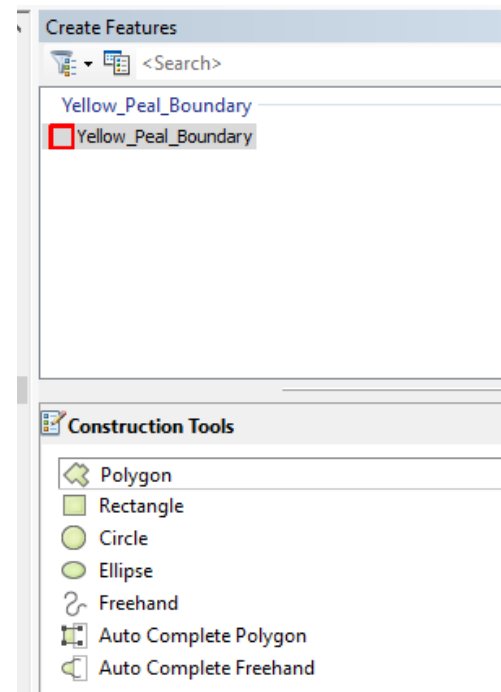 Create Features
<Search>
Yellow_Peal_Boundary
Yellow_Peal_Boundary
Construction Tools
Polygon
Rectangle
Circle
Ellipse
Freehand
Auto Complete Polygon
Auto Complete Freehand